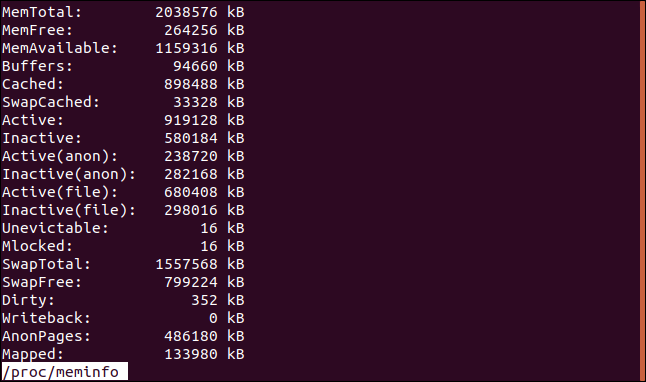 MemTotal:        2038576 kB
MemFree:          264256 kB
MemAvailable:    1159316 kB
Buffers:           94660 kB
Cached:           898488 kB
SwapCached:        33328 kB
Active:           919128 kB
Inactive:         580184 kB
Active(anon):     238720 kB
Inactive(anon):   282168 kB
Active(file):     680408 kB
Inactive(file):   298016 kB
Unevictable:          16 kB
Mlocked:              16 kB
SwapTotal:       1557568 kB
SwapFree:         799224 kB
Dirty:               352 kB
Writeback:             0 kB
AnonPages:        486180 kB
Mapped:           133980 kB
/proc/meminfo